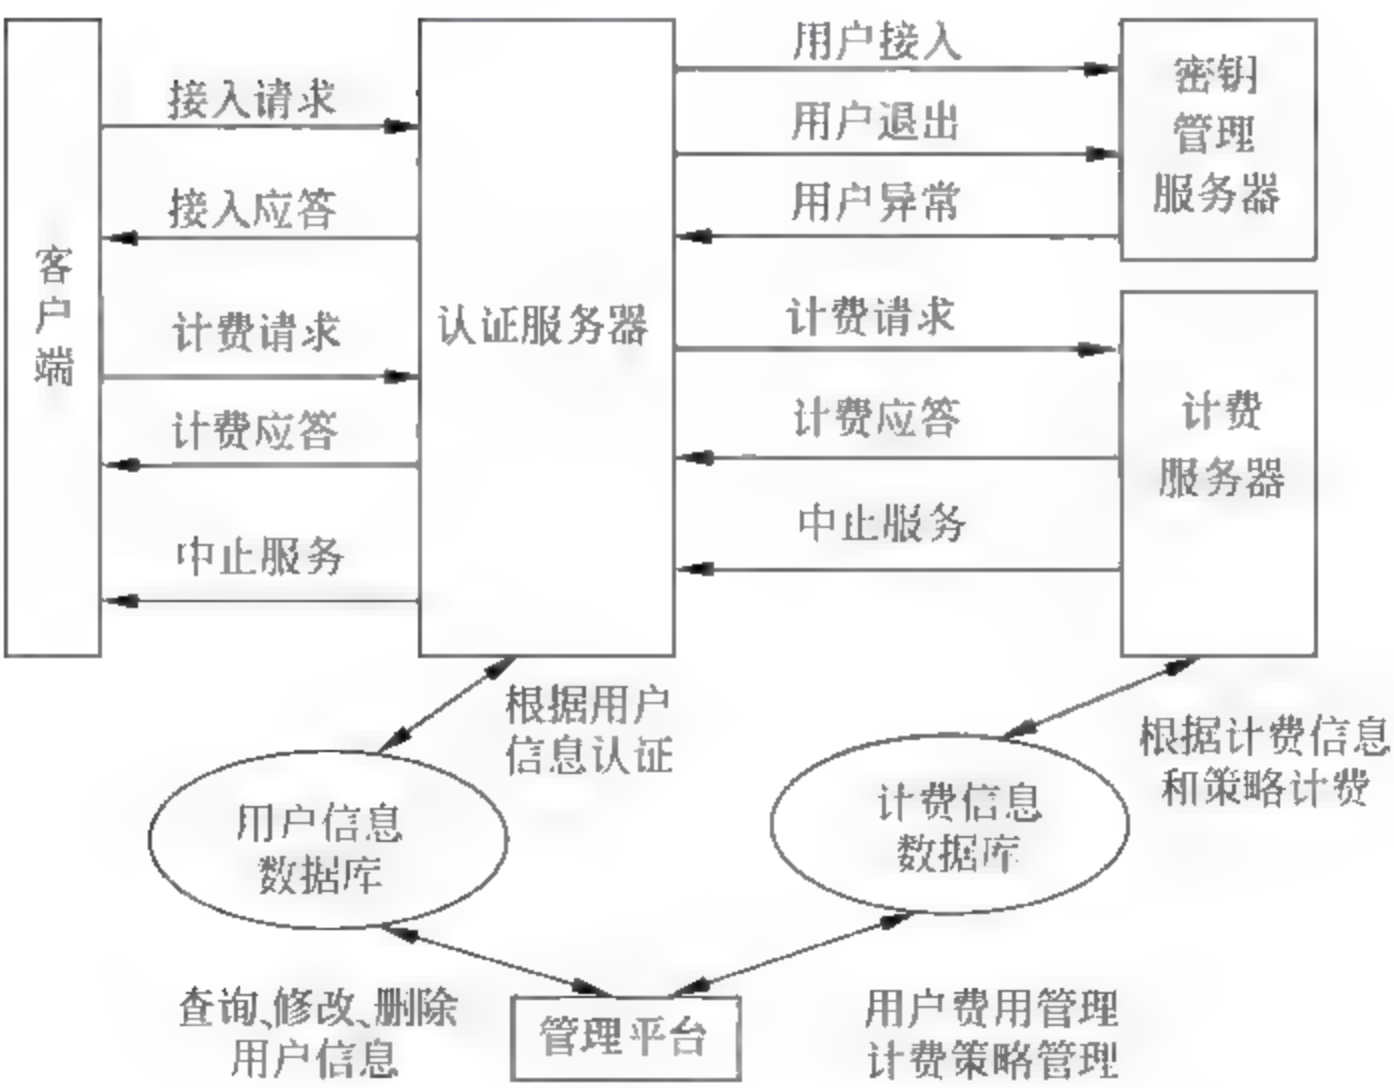 用户接入
密钥
管理
服务器
接入请求
用户退出
接入应答
用户异常
客
户
端
计费请求
认证服务器
计费请求
计费应答
计费应答
计费
服务器
中止服务
中止服务
根据用户
信息认证
根据计费信息
和策略计费
用户信息
数据库
计费信息
数据库
查询、修改、删除
用户信息
管理平台
用户费用管理
计费策略管理